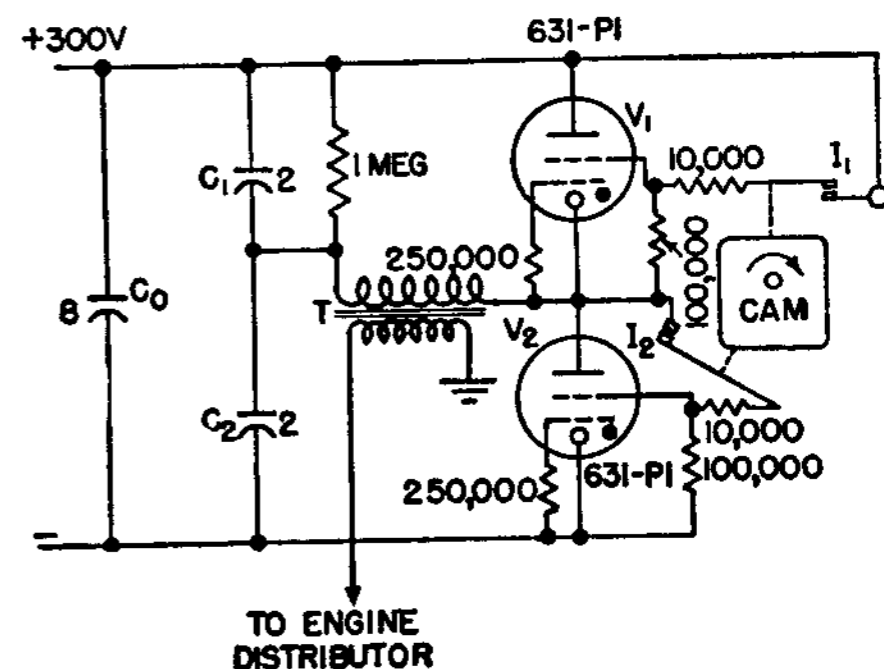 +300V
631-P1
V1
10,000
I1
C1 2
1 MEG
250,000
100,000
8 C0
T
V2
I2
CAM
C2 2
10,000
250,000
631-P1
100,000
-
TO ENGINE
DISTRIBUTOR